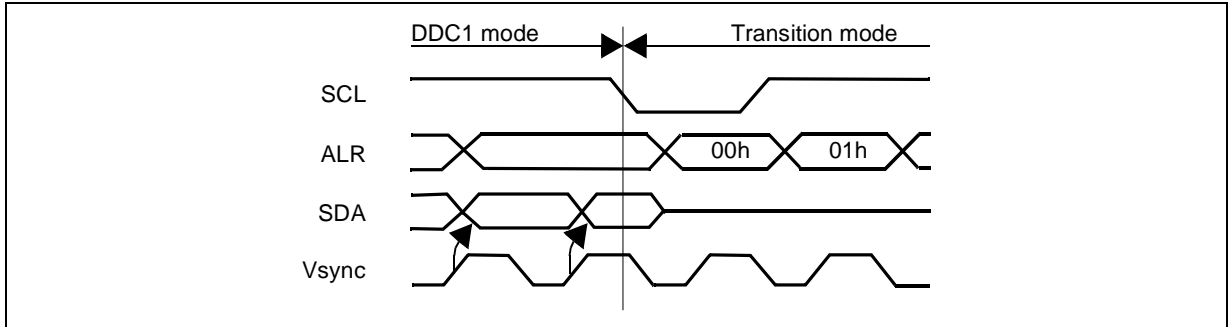 DDC1 mode Transition mode
SCL
ALR 00h 01h
SDA
Vsync